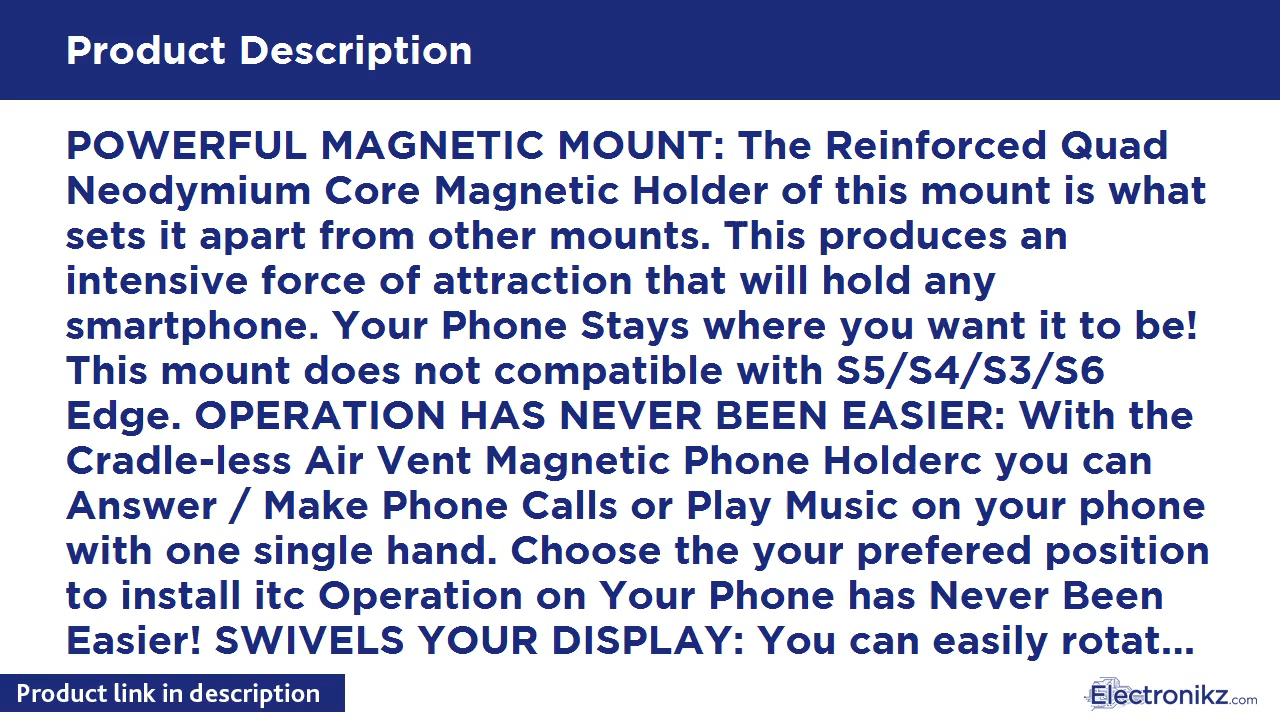 Product Description
POWERFUL MAGNETIC MOUNT: The Reinforced Quad
Neodymium Core Magnetic Holder of this mount is what
sets it apart from other mounts. This produces an
intensive force of attraction that will hold any
smartphone. Your Phone Stays where you want it to be!
This mount does not compatible with S5/S4/S3/S6
Edge. OPERATION HAS NEVER BEEN EASIER: With the
Cradle-less Air Vent Magnetic Phone Holderc you can
Answer / Make Phone Calls or Play Music on your phone
with one single hand. Choose the your prefered position
to install itc Operation on Your Phone has Never Been
Easier! SWIVELS YOUR DISPLAY: You can easily rotat...
Product link in description
Electronikz.com